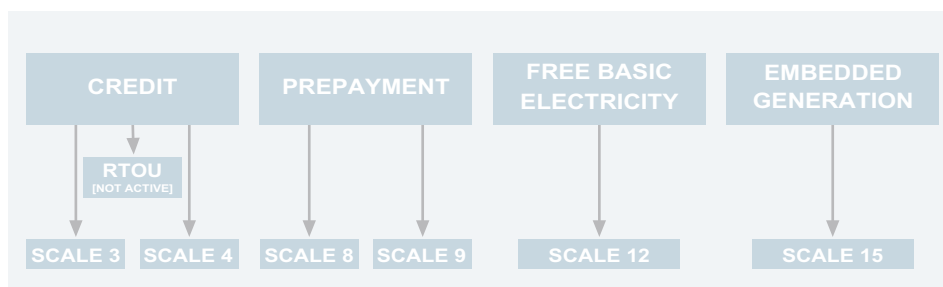 CREDIT
PREPAYMENT
FREE BASIC
ELECTRICITY
EMBEDDED
GENERATION
RTOU
[NOT ACTIVE]
SCALE 3
SCALE 4
SCALE 8
SCALE 9
SCALE 12
SCALE 15